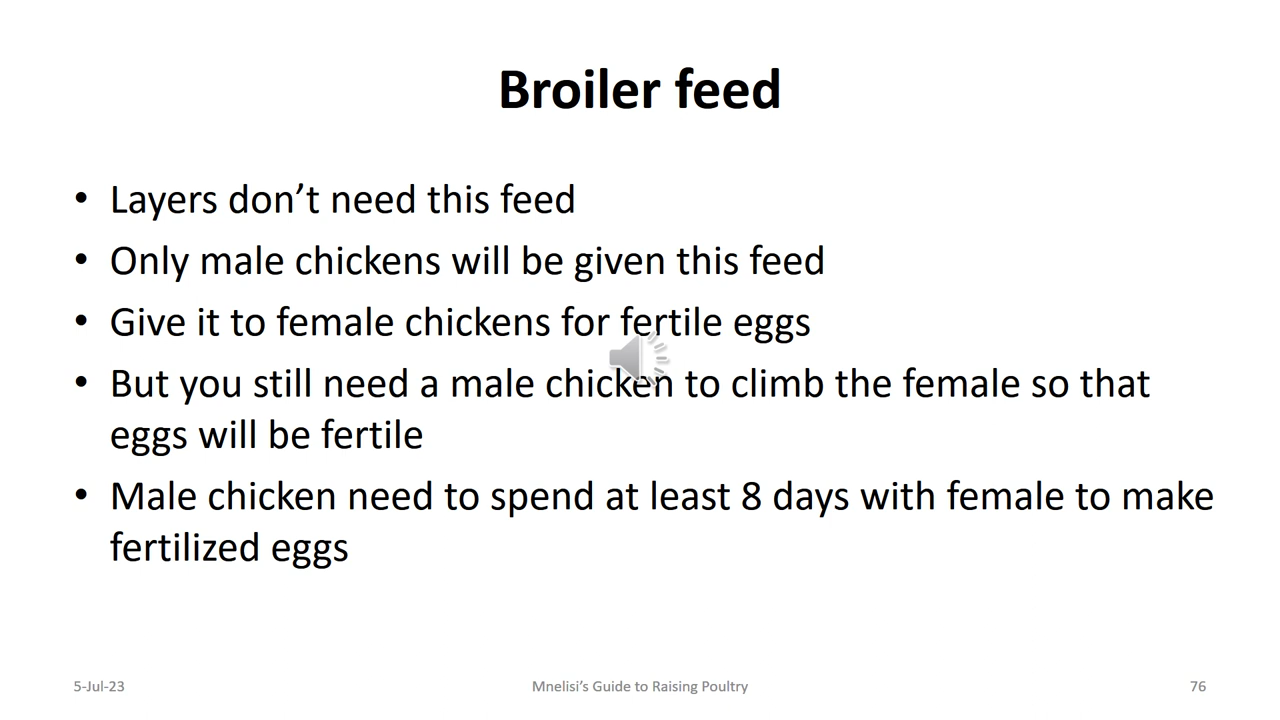 Broiler feed
• Layers don’t need this feed
• Only male chickens will be given this feed
• Give it to female chickens for fertile eggs
• But you still need a male chicken to climb the female so that
eggs will be fertile
• Male chicken need to spend at least 8 days with female to make
fertilized eggs
5-Jul-23
Mnelisi’s Guide to Raising Poultry
76